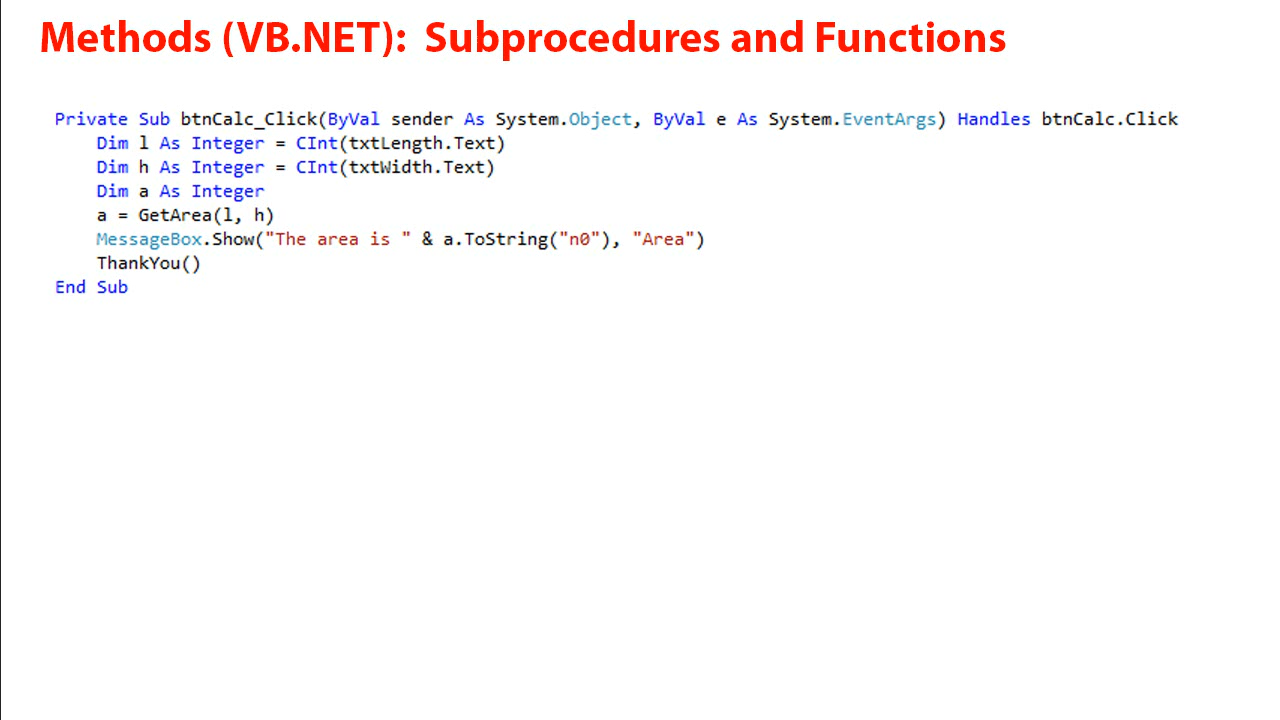 Methods (VB.NET): Subprocedures and Functions
Private Sub btnCalc_Click(ByVal sender As System.Object, ByVal e As System.EventArgs) Handles btnCalc.Click
Dim l As Integer = CInt(txtLength.Text)
Dim h As Integer = CInt(txtWidth.Text)
Dim a As Integer
a = GetArea(l, h)
MessageBox.Show("The area is " & a.ToString("n0"), "Area")
ThankYou()
End Sub